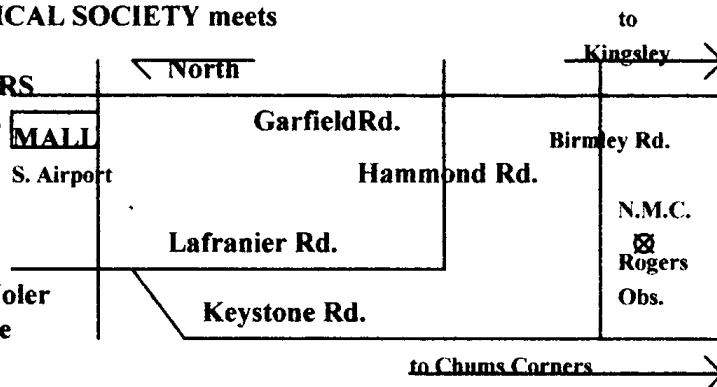 ICAL SOCIETY meets
to
Kingsley
North
RS
GarfieldRd.
MALL
Birmley Rd.
S. Airport
Hammond Rd.
N.M.C.
Lafranier Rd.
Rogers
Obs.
oler
Keystone Rd.
e
to Chums Corners